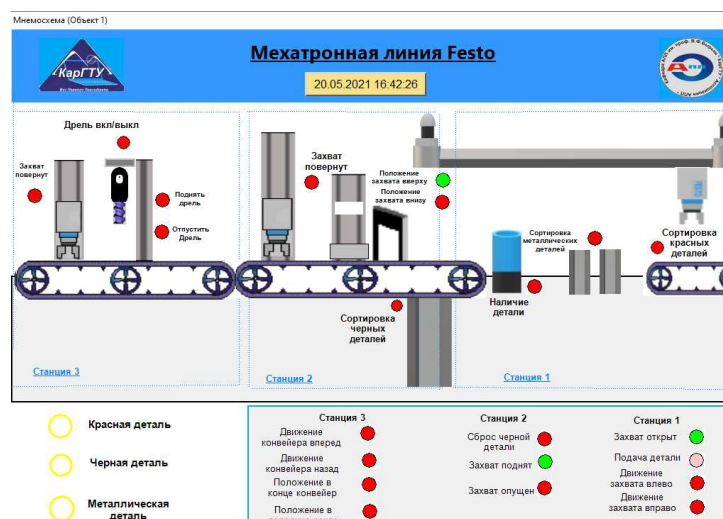 Мнемосхема (Объект 1)
КарГТУ
Мехатронная линия Festo
20.05.2021 16:42:26
Дрель вкл/выкл
Захват
повернут
Поднять
дрель
Отпустить
Дрель
Станция 3
Захват
повернут
Положение
захвата вверху
Положение
захвата внизу
Сортировка
черных
деталей
Станция 2
Сортировка
металлических
деталей
Сортировка
красных
деталей
Наличие
детали
Станция 1
Красная деталь
Черная деталь
Металлическая
деталь
Станция 3
Движение
конвейера вперед
Движение
конвейера назад
Положение в
конце конвейер
Положение в
Станция 2
Сброс черной
детали
Захват поднят
Захват опущен
Станция 1
Захват открыт
Подача детали
Движение
захвата влево
Движение
захвата вправо